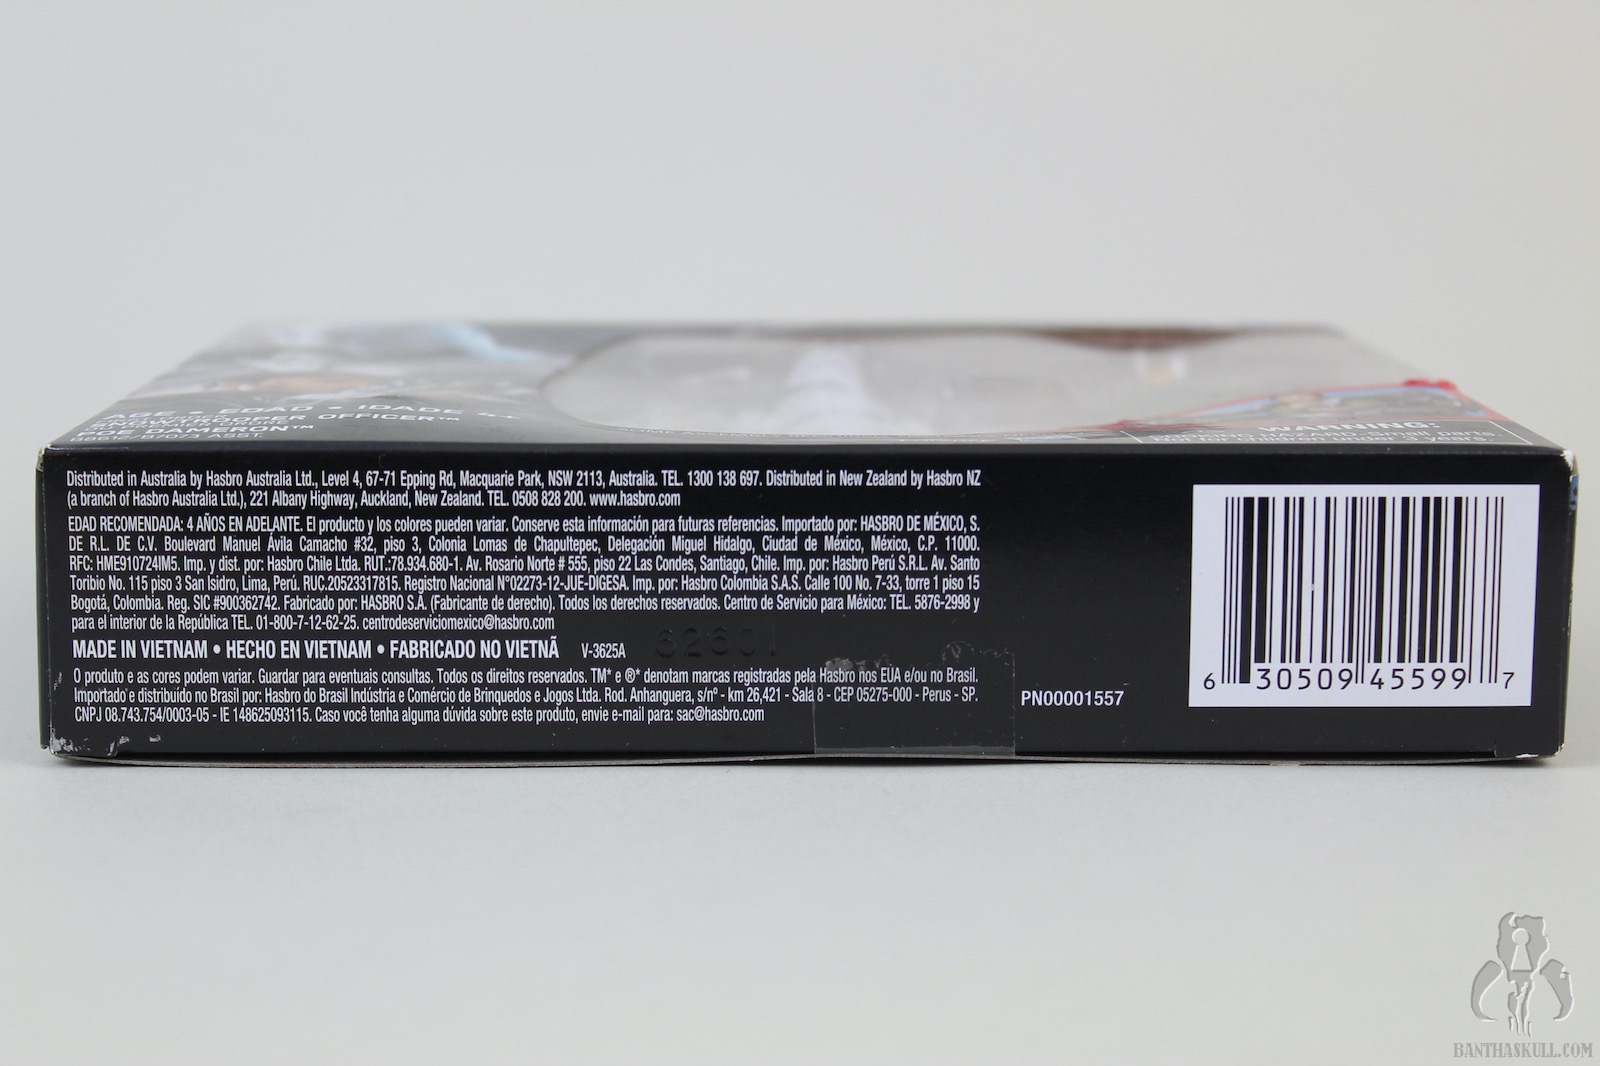 AGE • EDAD • IDADE 4+
SNOWTROOPER OFFICER™
POE DAMERON™
B8612/B7073 ASST.
WARNING:
Distributed in Australia by Hasbro Australia Ltd., Level 4, 67-71 Epping Rd, Macquarie Park, NSW 2113, Australia. TEL. 1300 138 697. Distributed in New Zealand by Hasbro NZ
(a branch of Hasbro Australia Ltd.), 221 Albany Highway, Auckland, New Zealand. TEL. 0508 828 200. www.hasbro.com
EDAD RECOMENDADA: 4 AÑOS EN ADELANTE. El producto y los colores pueden variar. Conserve esta información para futuras referencias. Importado por: HASBRO DE MÉXICO, S.
DE R.L. DE C.V. Boulevard Manuel Ávila Camacho #32, piso 3, Colonia Lomas de Chapultepec, Delegación Miguel Hidalgo, Ciudad de México, México, C.P. 11000.
RFC: HME910724IM5. Imp. y dist. por: Hasbro Chile Ltda. RUT.:78.934.680-1. Av. Rosario Norte # 555, piso 22 Las Condes, Santiago, Chile. Imp. por: Hasbro Perú S.R.L. Av. Santo
Toribio No. 115 piso 3 San Isidro, Lima, Perú. RUC.20523317815. Registro Nacional N°02273-12-JUE-DIGESA. Imp. por: Hasbro Colombia S.A.S. Calle 100 No. 7-33, torre 1 piso 15
Bogotá, Colombia. Reg. SIC #900362742. Fabricado por: HASBRO S.A. (Fabricante de derecho). Todos los derechos reservados. Centro de Servicio para México: TEL. 5876-2998 y
para el interior de la República TEL. 01-800-7-12-62-25. centrodeserviciomexico@hasbro.com
MADE IN VIETNAM • HECHO EN VIETNAM • FABRICADO NO VIETNÃ V-3625A
62601
O produto e as cores podem variar. Guardar para eventuais consultas. Todos os direitos reservados. TM* e ®* denotam marcas registradas pela Hasbro nos EUA e/ou no Brasil.
Importado e distribuído no Brasil por: Hasbro do Brasil Indústria e Comércio de Brinquedos e Jogos Ltda. Rod. Anhanguera, s/nº - km 26,421 - Sala 8 - CEP 05275-000 - Perus - SP.
CNPJ 08.743.754/0003-05 - IE 148625093115. Caso você tenha alguma dúvida sobre este produto, envie e-mail para: sac@hasbro.com
PN00001557
6 30509 45599 7
BANTHASKULL.COM